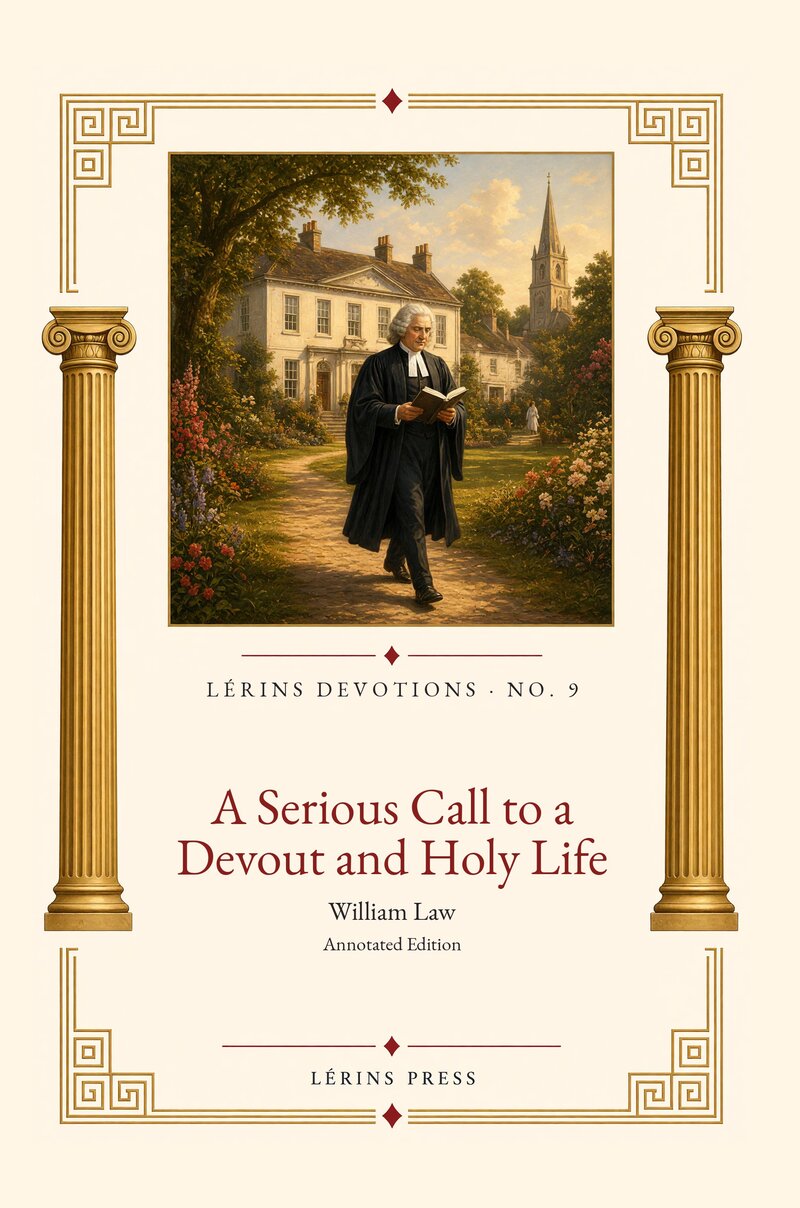 LÉRINS DEVOTIONS · NO. 9
A Serious Call to a
Devout and Holy Life
William Law
Annotated Edition
LÉRINS PRESS